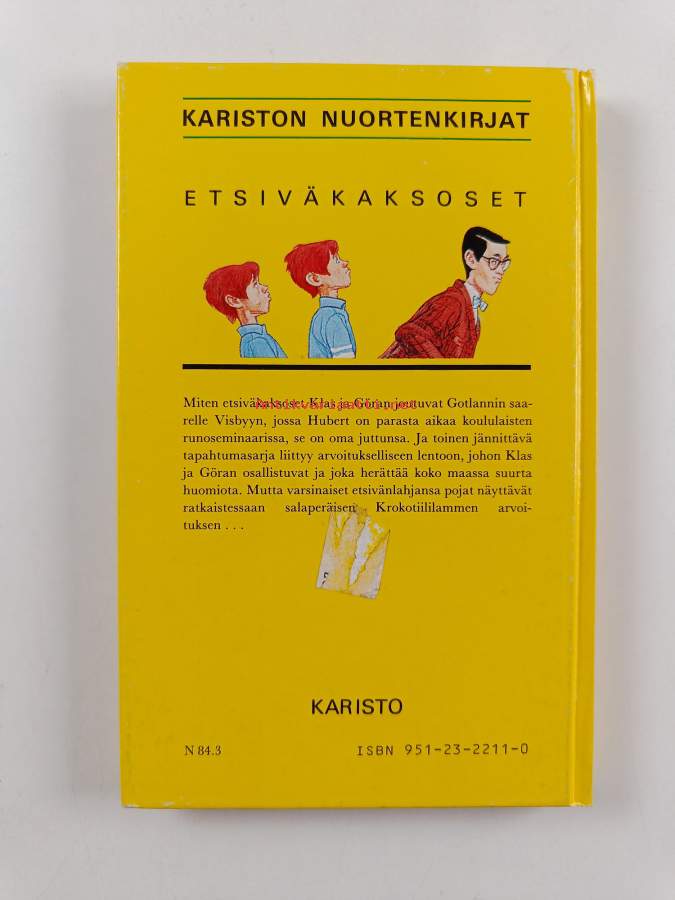 KARISTON NUORTENKIRJAT
ETSIVÄKAKSOSET
Miten etsiväkaksoset Klas ja Göran joutuvat Gotlannin saa-
Antikvariaatti.net
relle Visbyyn, jossa Hubert on parasta aikaa koululaisten
runoseminaarissa, se on oma juttunsa. Ja toinen jännittävä
tapahtumasarja liittyy arvoitukselliseen lentoon, johon Klas
ja Göran osallistuvat ja joka herättää koko maassa suurta
huomiota. Mutta varsinaiset etsivänlahjansa pojat näyttävät
ratkaistessaan salaperäisen Krokotiililammen arvoi-
tuksen . . .
KARISTO
N 84.3
ISBN 951-23-2211-0